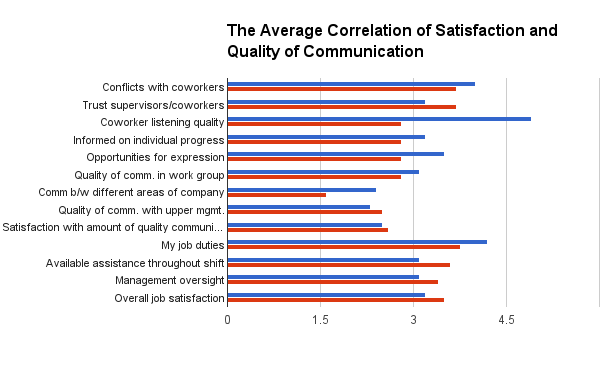 The Average Correlation of Satisfaction and
Quality of Communication
Conflicts with coworkers
Trust supervisors/coworkers
Coworker listening quality
Informed on individual progress
Opportunities for expression
Quality of comm. in work group
Comm b/w different areas of company
Quality of comm. with upper mgmt.
Satisfaction with amount of quality communi...
My job duties
Available assistance throughout shift
Management oversight
Overall job satisfaction
0 1.5 3 4.5